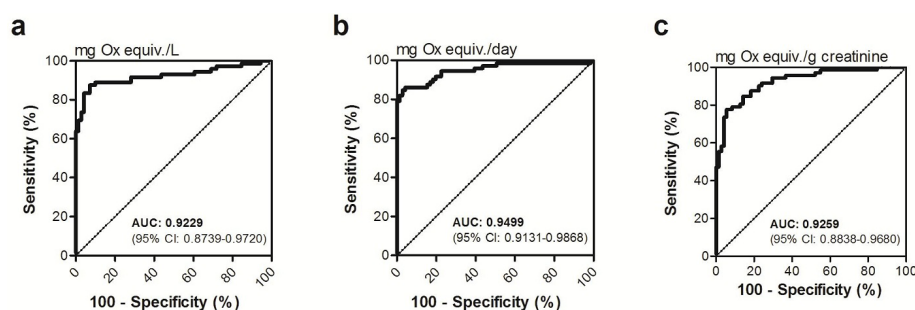 a
mg Ox equiv./L
100
80
60
40
20
0
Sensitivity (%)
AUC: 0.9229
(95% CI: 0.8739-0.9720)
0 20 40 60 80 100
100 - Specificity (%)
b
mg Ox equiv./day
100
80
60
40
20
0
Sensitivity (%)
AUC: 0.9499
(95% CI: 0.9131-0.9868)
0 20 40 60 80 100
100 - Specificity (%)
c
mg Ox equiv./g creatinine
100
80
60
40
20
0
Sensitivity (%)
AUC: 0.9259
(95% CI: 0.8838-0.9680)
0 20 40 60 80 100
100 - Specificity (%)